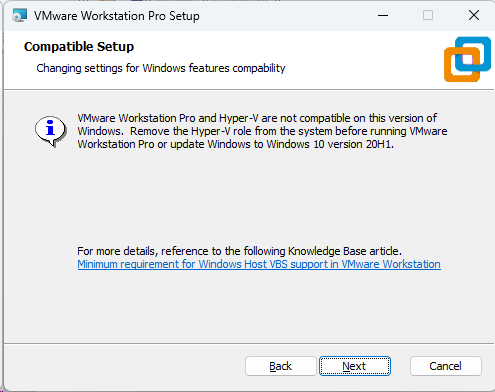 VMware Workstation Pro Setup
Compatible Setup
Changing settings for Windows features compability
VMware Workstation Pro and Hyper-V are not compatible on this version of
Windows. Remove the Hyper-V role from the system before running VMware
Workstation Pro or update Windows to Windows 10 version 20H1.
For more details, reference to the following Knowledge Base article.
Minimum requirement for Windows Host VBS support in VMware Workstation
Back
Next
Cancel